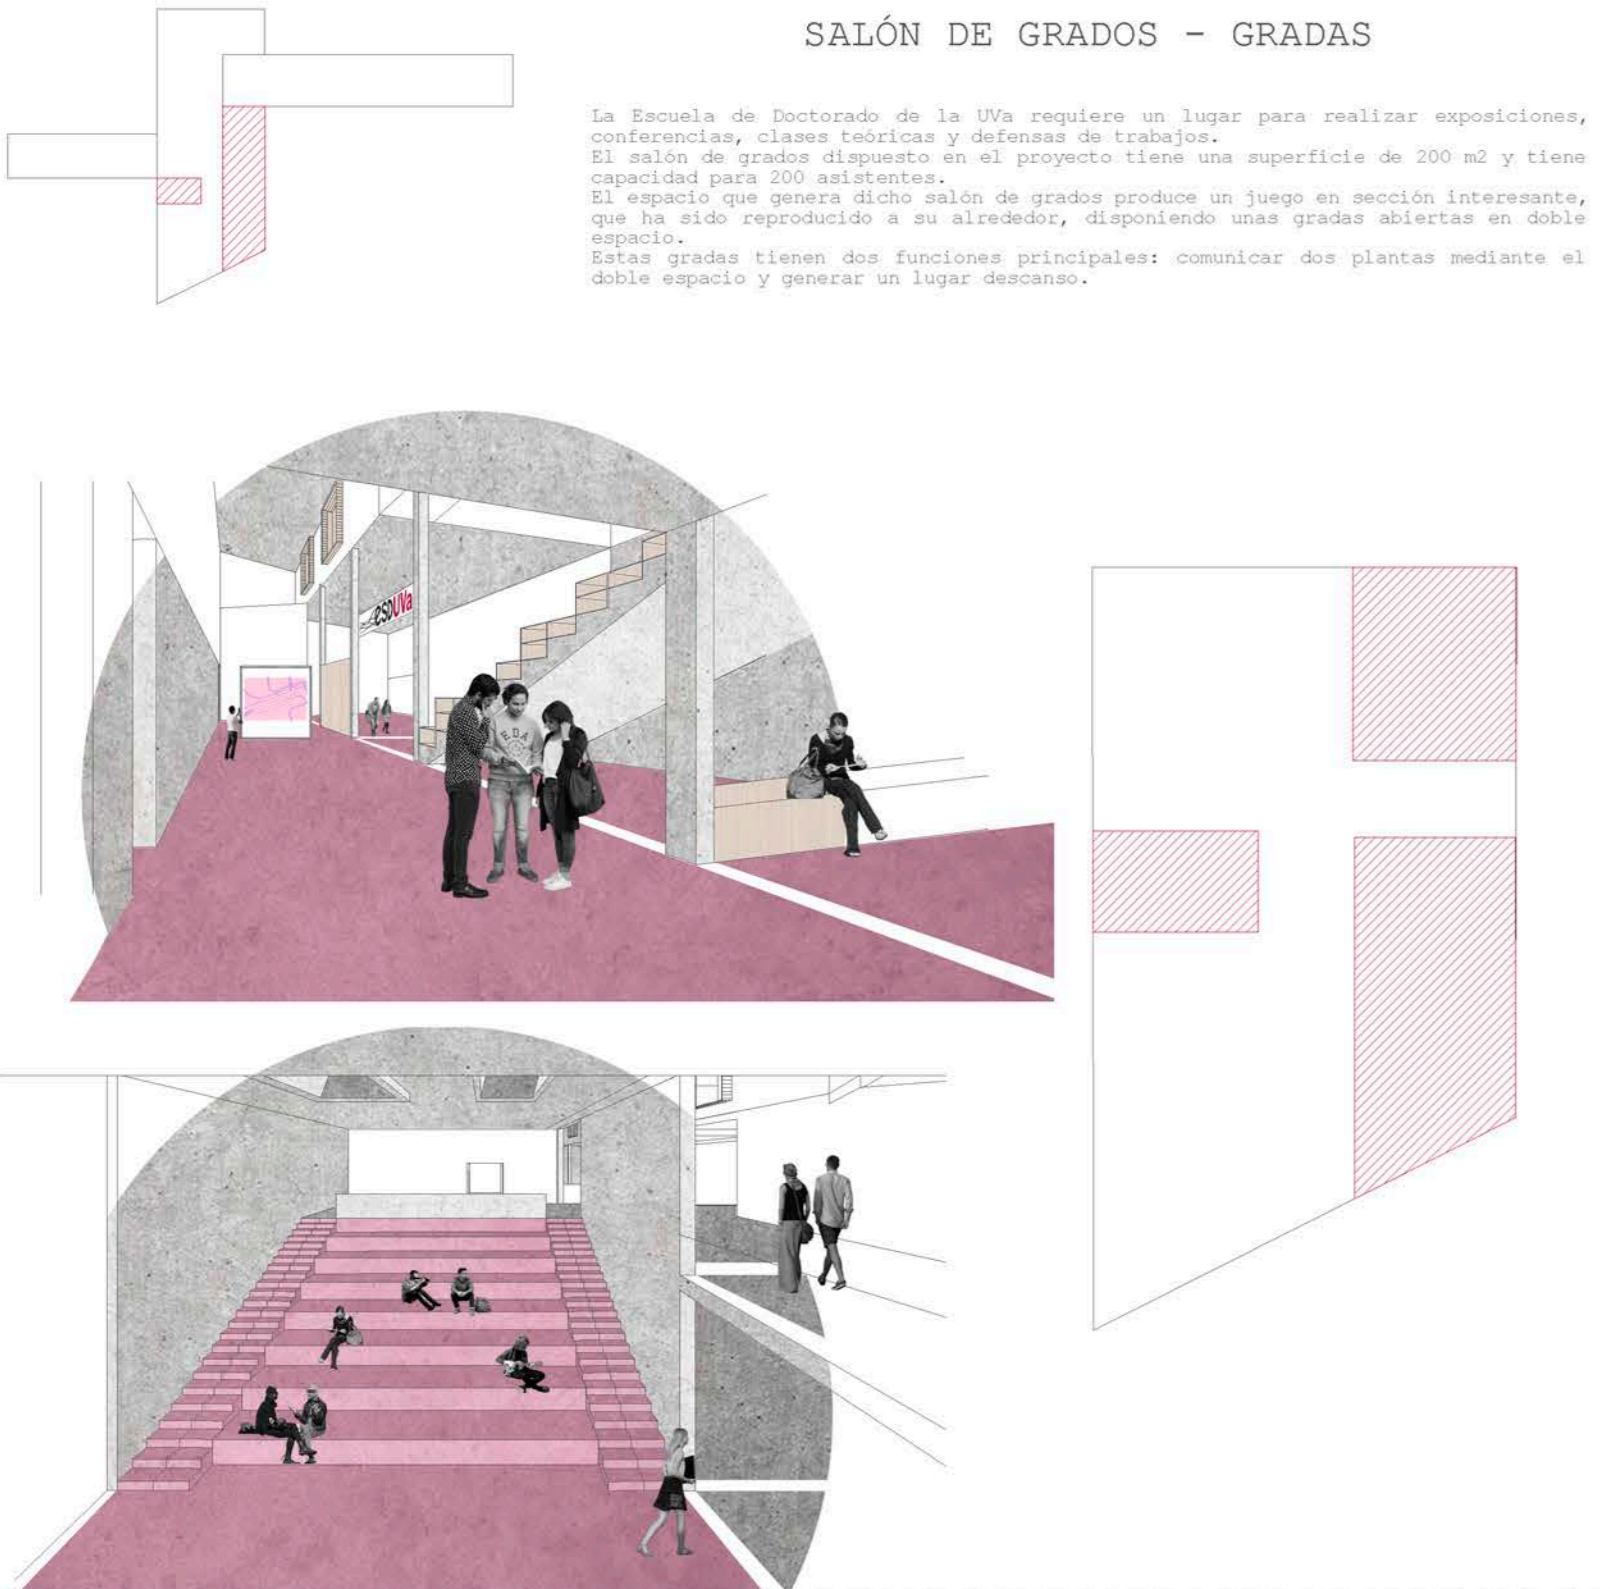 SALÓN DE GRADOS - GRADAS
La Escuela de Doctorado de la UVa requiere un lugar para realizar exposiciones,
conferencias, clases teóricas y defensas de trabajos.
El salón de grados dispuesto en el proyecto tiene una superficie de 200 m2 y tiene
capacidad para 200 asistentes.
El espacio que genera dicho salón de grados produce un juego en sección interesante,
que ha sido reproducido a su alrededor, disponiendo unas gradas abiertas en doble
espacio.
Estas gradas tienen dos funciones principales: comunicar dos plantas mediante el
doble espacio y generar un lugar descanso.
esDUVa
EDA